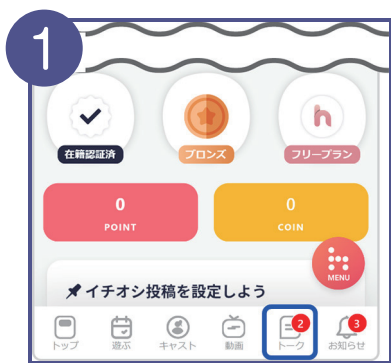 1
在籍認証済 ブロンズ フリープラン
0 0
POINT COIN
MENU
イチオシ投稿を設定しよう
2 3
トップ 遊ぶ キャスト 動画 トーク お知らせ